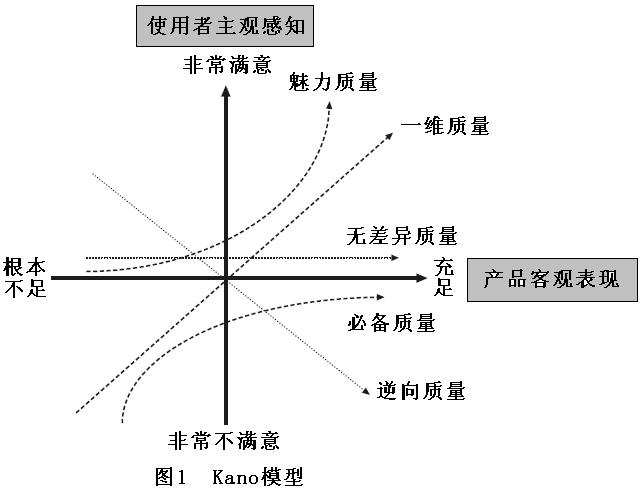 使用者主观感知
非常满意
魅力质量
一维质量
无差异质量
根本
不足
充
足
产品客观表现
必备质量
逆向质量
非常不满意
图1 Kano模型